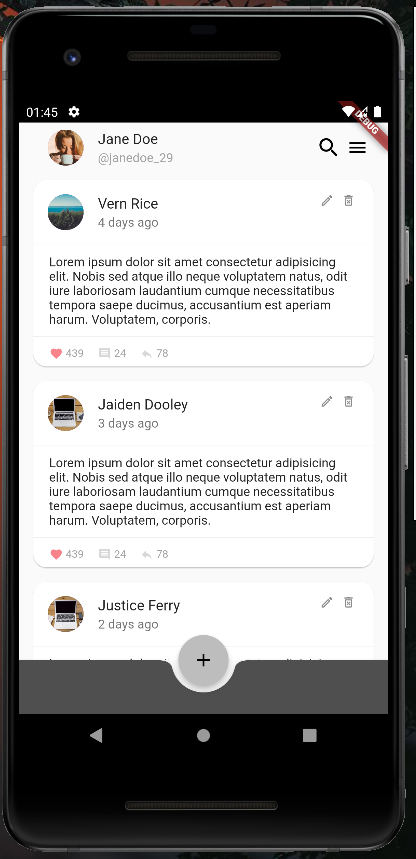 01:45
DEBUG
Jane Doe
@janedoe_29
Vern Rice
4 days ago
Lorem ipsum dolor sit amet consectetur adipisicing
elit. Nobis sed atque illo neque voluptatem natus, odit
iure laboriosam laudantium cumque necessitatibus
tempora saepe ducimus, accusantium est aperiam
harum. Voluptatem, corporis.
439 24 78
Jaiden Dooley
3 days ago
Lorem ipsum dolor sit amet consectetur adipisicing
elit. Nobis sed atque illo neque voluptatem natus, odit
iure laboriosam laudantium cumque necessitatibus
tempora saepe ducimus, accusantium est aperiam
harum. Voluptatem, corporis.
439 24 78
Justice Ferry
2 days ago